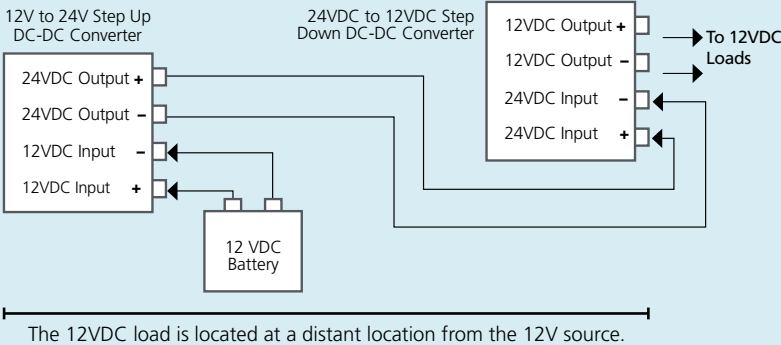 12V to 24V Step Up
DC-DC Converter
24VDC Output +
24VDC Output –
12VDC Input –
12VDC Input +
12 VDC
Battery
24VDC to 12VDC Step
Down DC-DC Converter
12VDC Output +
12VDC Output –
24VDC Input –
24VDC Input +
To 12VDC
Loads
The 12VDC load is located at a distant location from the 12V source.